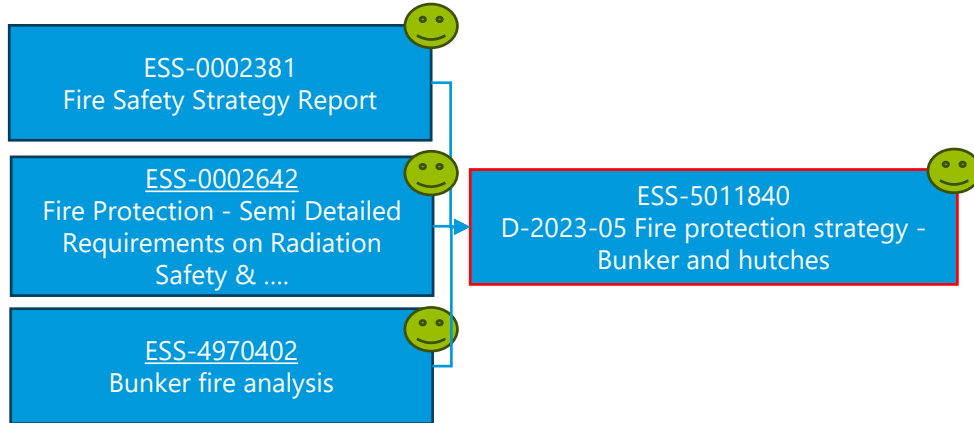 ESS-0002381
Fire Safety Strategy Report
ESS-0002642
Fire Protection - Semi Detailed
Requirements on Radiation
Safety & ....
ESS-4970402
Bunker fire analysis
ESS-5011840
D-2023-05 Fire protection strategy -
Bunker and hutches